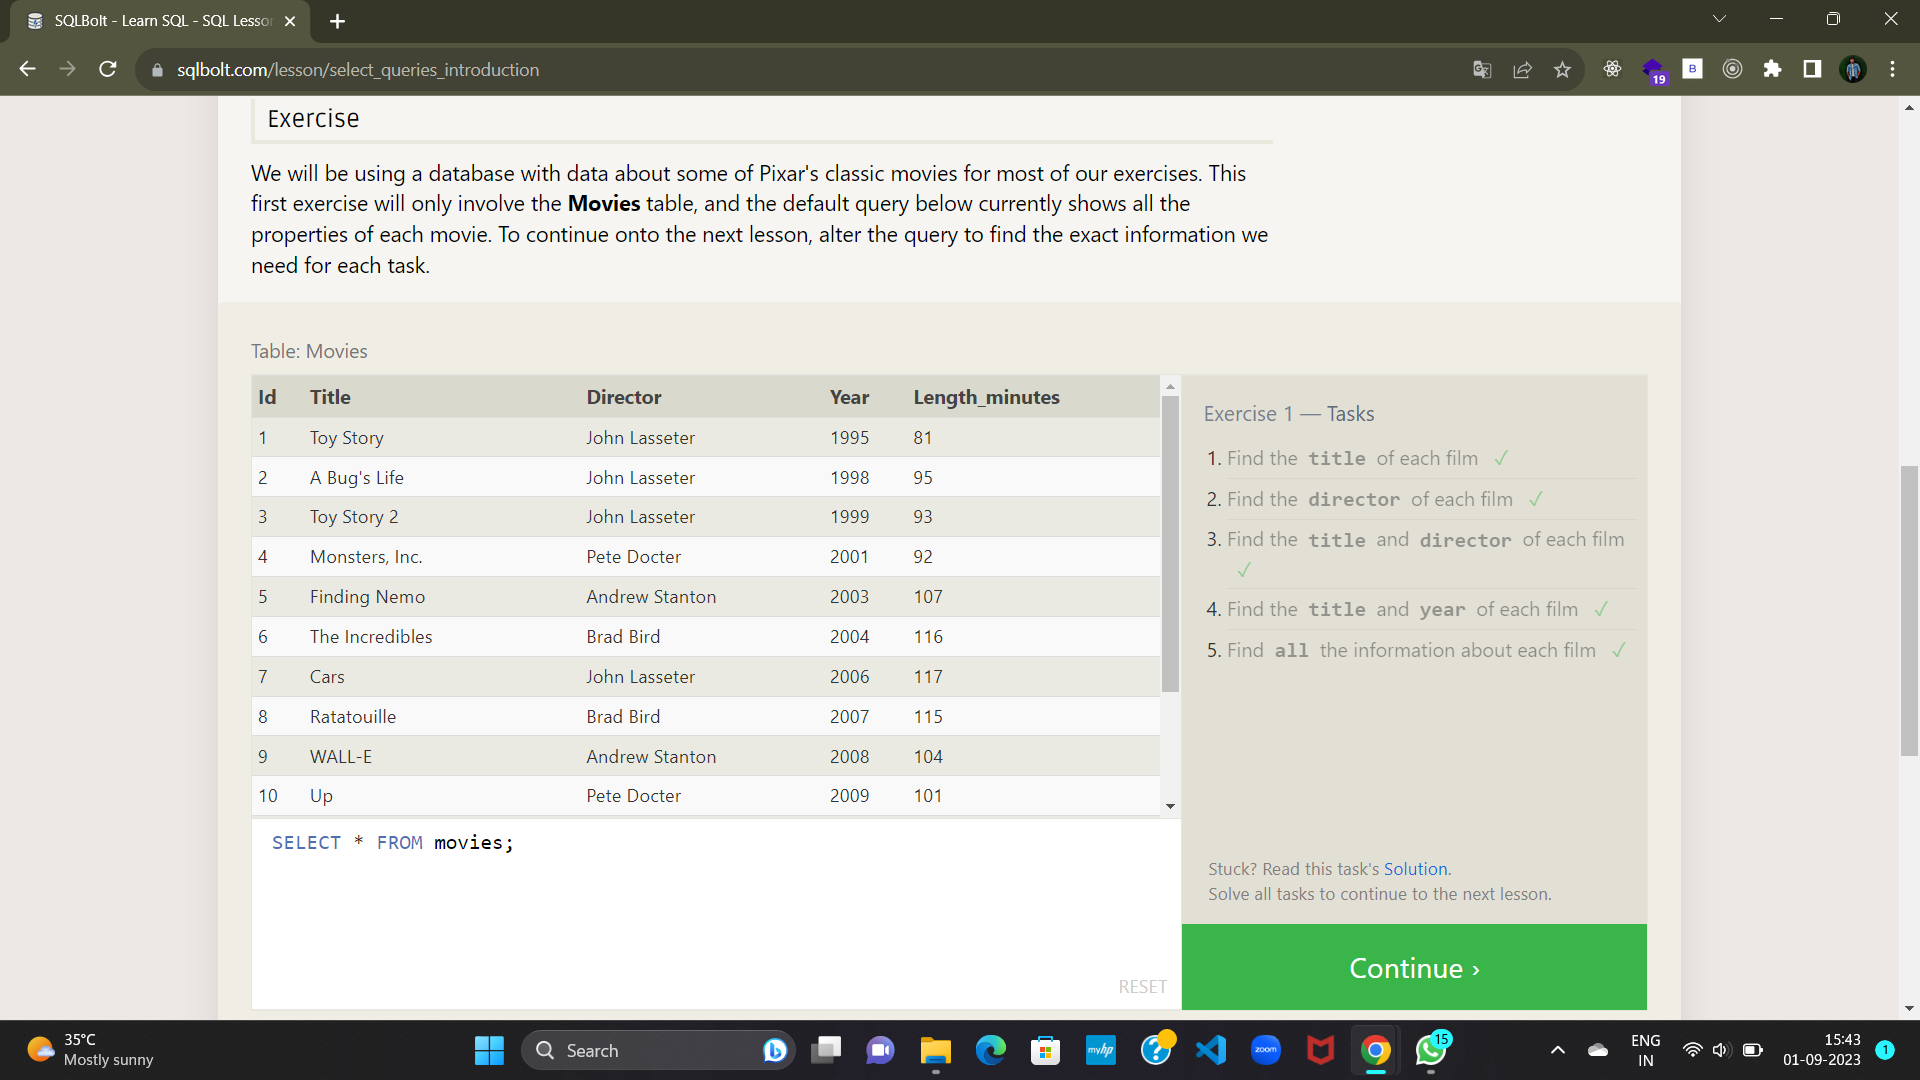 SQLBolt - Learn SQL - SQL Lesso
sqlbolt.com/lesson/select_queries_introduction
19
B
Exercise
We will be using a database with data about some of Pixar's classic movies for most of our exercises. This
first exercise will only involve the Movies table, and the default query below currently shows all the
properties of each movie. To continue onto the next lesson, alter the query to find the exact information we
need for each task.
Table: Movies
Id Title Director Year Length_minutes
1 Toy Story John Lasseter 1995 81
2 A Bug's Life John Lasseter 1998 95
3 Toy Story 2 John Lasseter 1999 93
4 Monsters, Inc. Pete Docter 2001 92
5 Finding Nemo Andrew Stanton 2003 107
6 The Incredibles Brad Bird 2004 116
7 Cars John Lasseter 2006 117
8 Ratatouille Brad Bird 2007 115
9 WALL-E Andrew Stanton 2008 104
10 Up Pete Docter 2009 101
SELECT * FROM movies;
RESET
Exercise 1 — Tasks
1. Find the title of each film ✓
2. Find the director of each film ✓
3. Find the title and director of each film
✓
4. Find the title and year of each film ✓
5. Find all the information about each film ✓
Stuck? Read this task's Solution.
Solve all tasks to continue to the next lesson.
Continue ›
35°C
Mostly sunny
Search
myhp
zoom
15
ENG
IN
15:43
01-09-2023
1